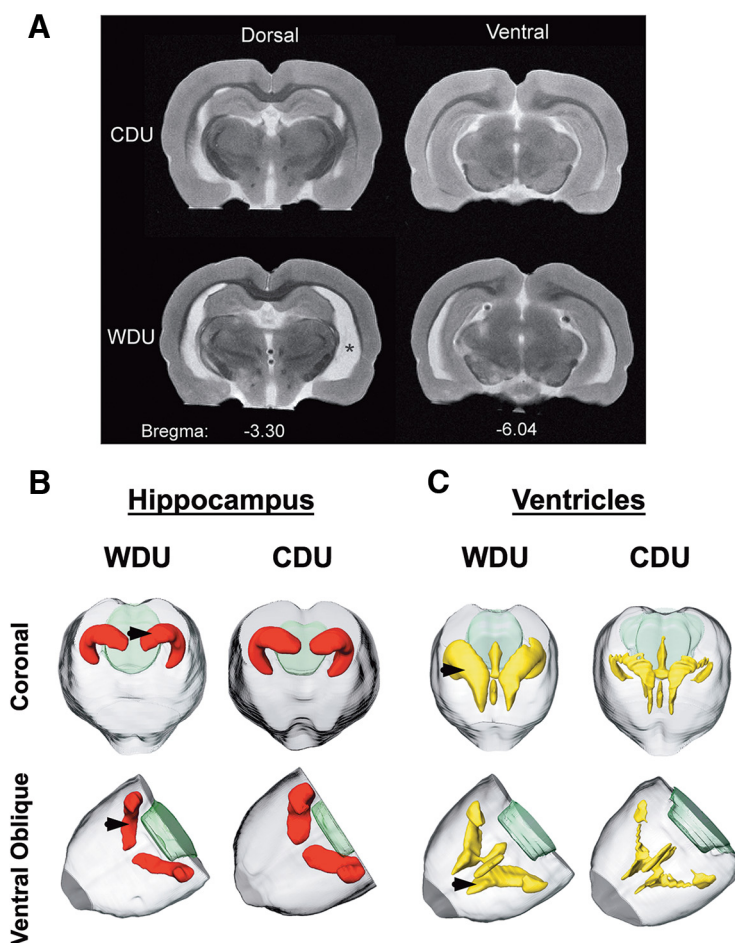 A
Dorsal Ventral
CDU
WDU
*
Bregma: -3.30 -6.04
B C
Hippocampus Ventricles
WDU CDU WDU CDU
Coronal
Ventral Oblique